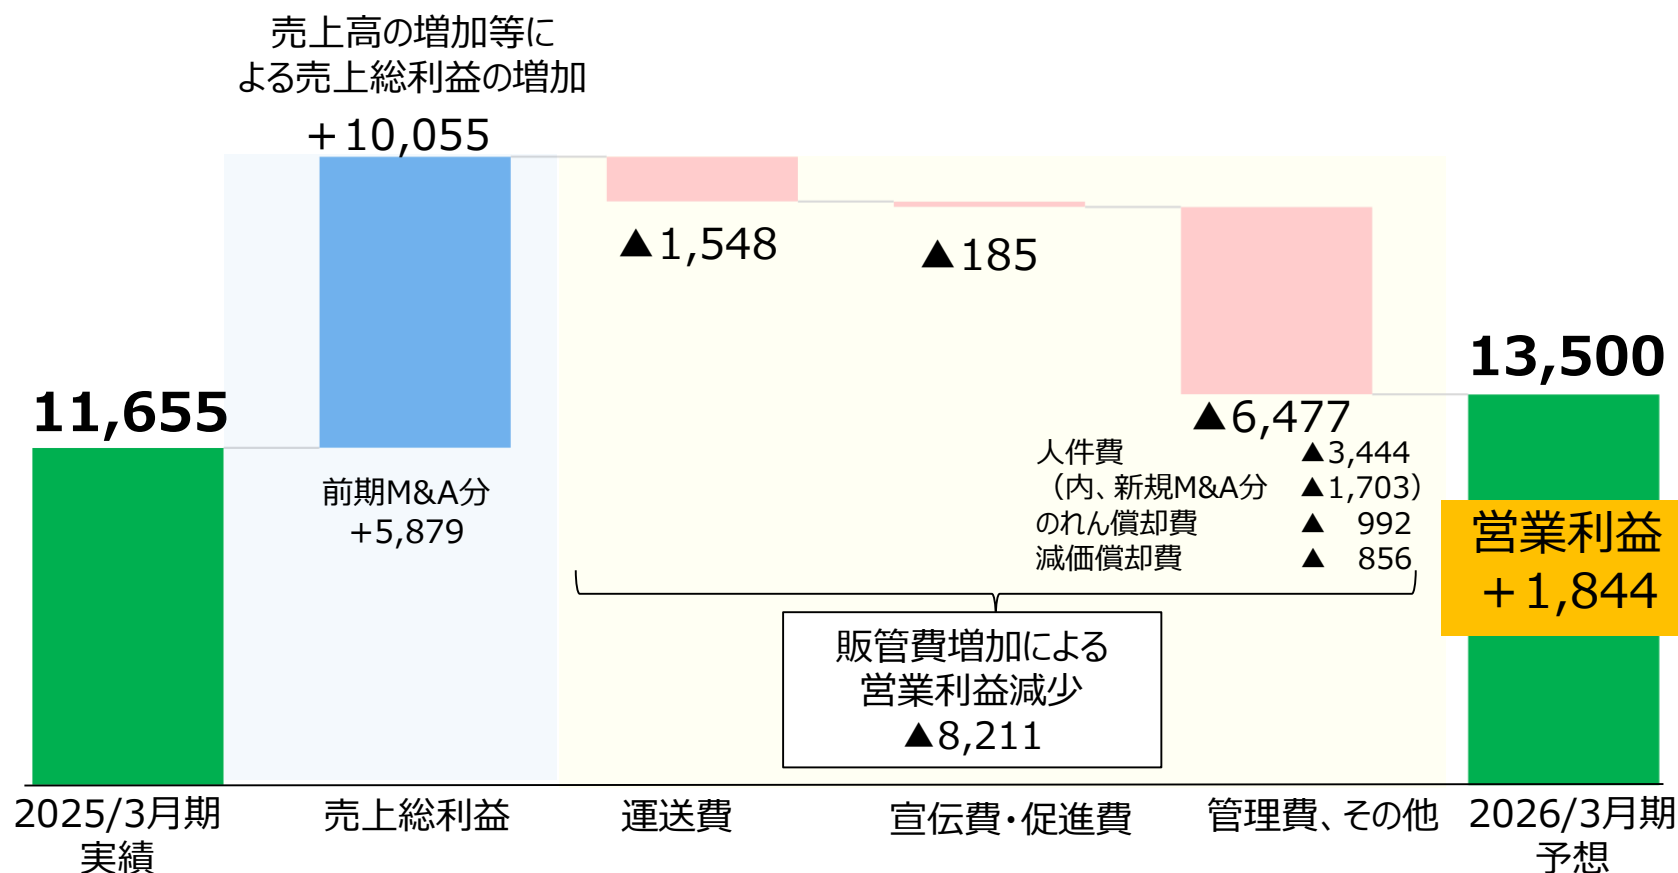 売上高の増加等に
よる売上総利益の増加
+10,055
▲1,548
▲185
13,500
11,655
▲6,477
人件費 ▲3,444
(内、新規M&A分 ▲1,703)
のれん償却費 ▲ 992
減価償却費 ▲ 856
前期M&A分
+5,879
営業利益
+1,844
販管費増加による
営業利益減少
▲8,211
2025/3月期
実績
売上総利益
運送費
宣伝費・促進費
管理費、その他
2026/3月期
予想